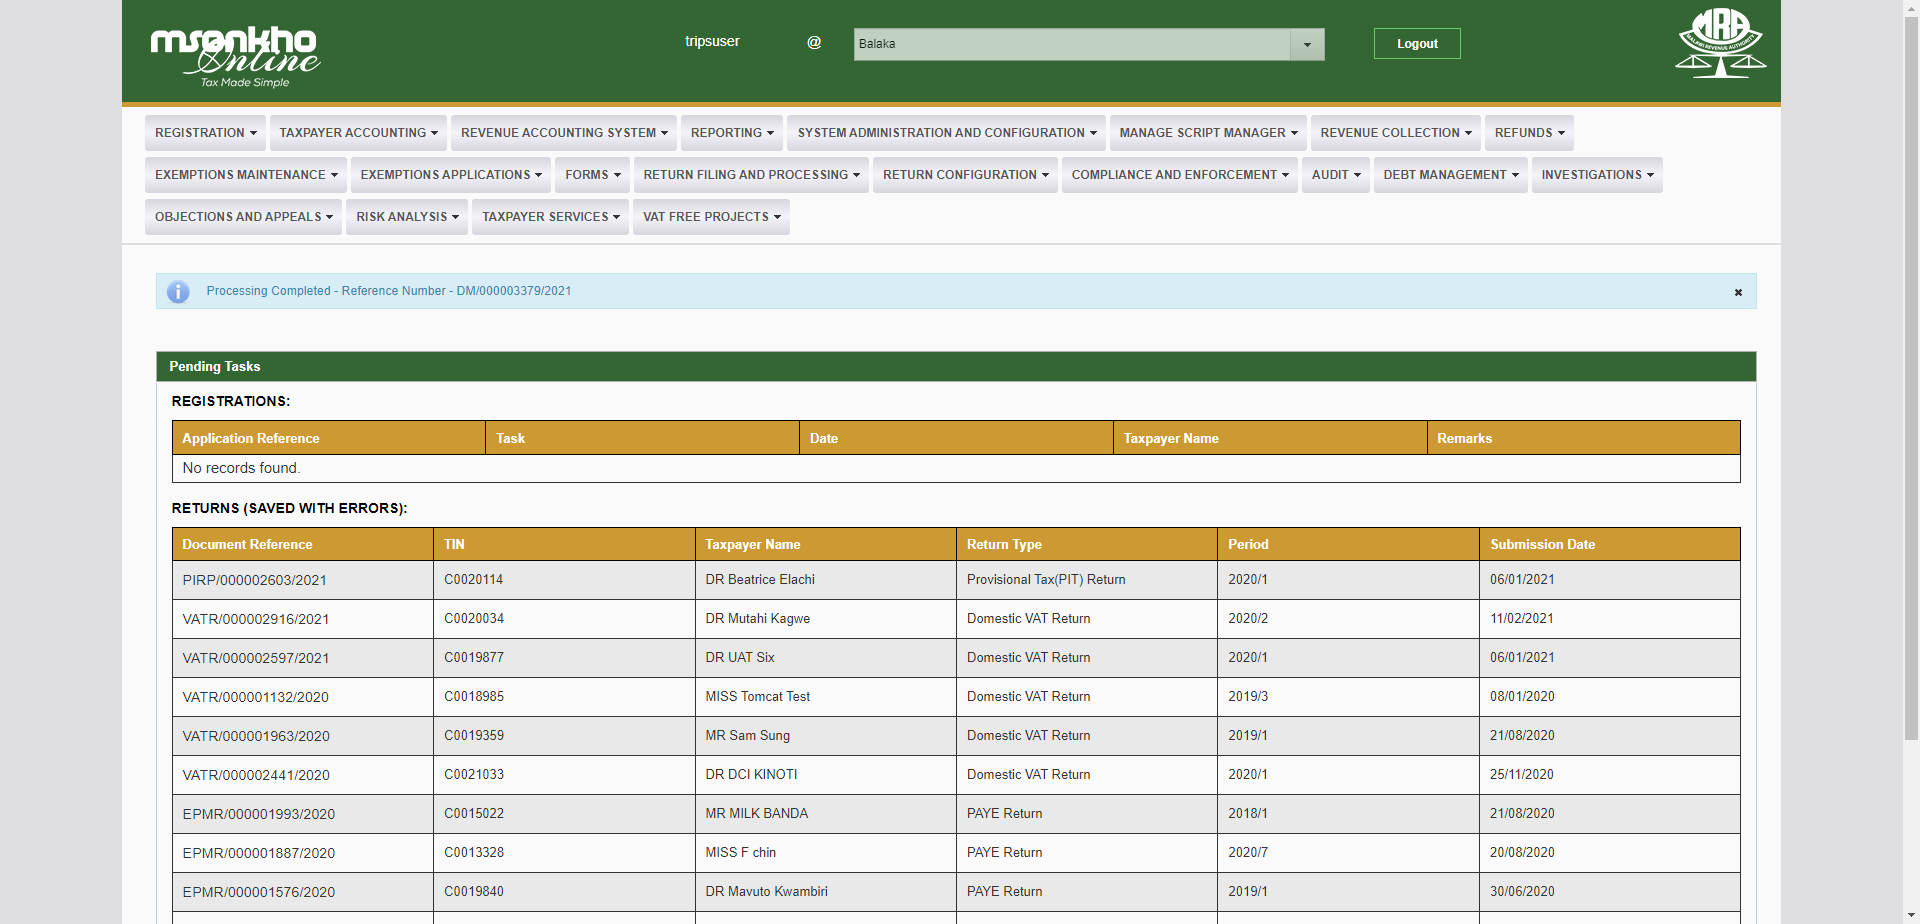 msonkho
Online
Tax Made Simple
tripsuser @ Balaka Logout
MRA
MALAWI REVENUE AUTHORITY
REGISTRATION TAXPAYER ACCOUNTING REVENUE ACCOUNTING SYSTEM REPORTING SYSTEM ADMINISTRATION AND CONFIGURATION MANAGE SCRIPT MANAGER REVENUE COLLECTION REFUNDS
EXEMPTIONS MAINTENANCE EXEMPTIONS APPLICATIONS FORMS RETURN FILING AND PROCESSING RETURN CONFIGURATION COMPLIANCE AND ENFORCEMENT AUDIT DEBT MANAGEMENT INVESTIGATIONS
OBJECTIONS AND APPEALS RISK ANALYSIS TAXPAYER SERVICES VAT FREE PROJECTS
Processing Completed - Reference Number - DM/000003379/2021
Pending Tasks
REGISTRATIONS:
Application Reference Task Date Taxpayer Name Remarks
No records found.
RETURNS (SAVED WITH ERRORS):
Document Reference TIN Taxpayer Name Return Type Period Submission Date
PIRP/000002603/2021 C0020114 DR Beatrice Elachi Provisional Tax(PIT) Return 2020/1 06/01/2021
VATR/000002916/2021 C0020034 DR Mutahi Kagwe Domestic VAT Return 2020/2 11/02/2021
VATR/000002597/2021 C0019877 DR UAT Six Domestic VAT Return 2020/1 06/01/2021
VATR/000001132/2020 C0018985 MISS Tomcat Test Domestic VAT Return 2019/3 08/01/2020
VATR/000001963/2020 C0019359 MR Sam Sung Domestic VAT Return 2019/1 21/08/2020
VATR/000002441/2020 C0021033 DR DCI KINOTI Domestic VAT Return 2020/1 25/11/2020
EPMR/000001993/2020 C0015022 MR MILK BANDA PAYE Return 2018/1 21/08/2020
EPMR/000001887/2020 C0013328 MISS F chin PAYE Return 2020/7 20/08/2020
EPMR/000001576/2020 C0019840 DR Mavuto Kwambiri PAYE Return 2019/1 30/06/2020